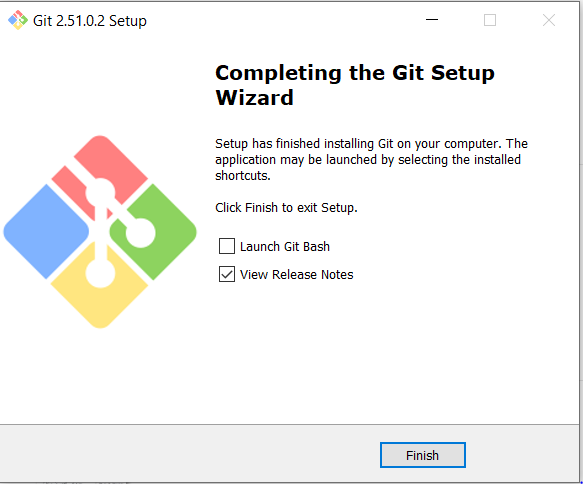 Git 2.51.0.2 Setup
Completing the Git Setup
Wizard
Setup has finished installing Git on your computer. The
application may be launched by selecting the installed
shortcuts.
Click Finish to exit Setup.
Launch Git Bash
View Release Notes
Finish